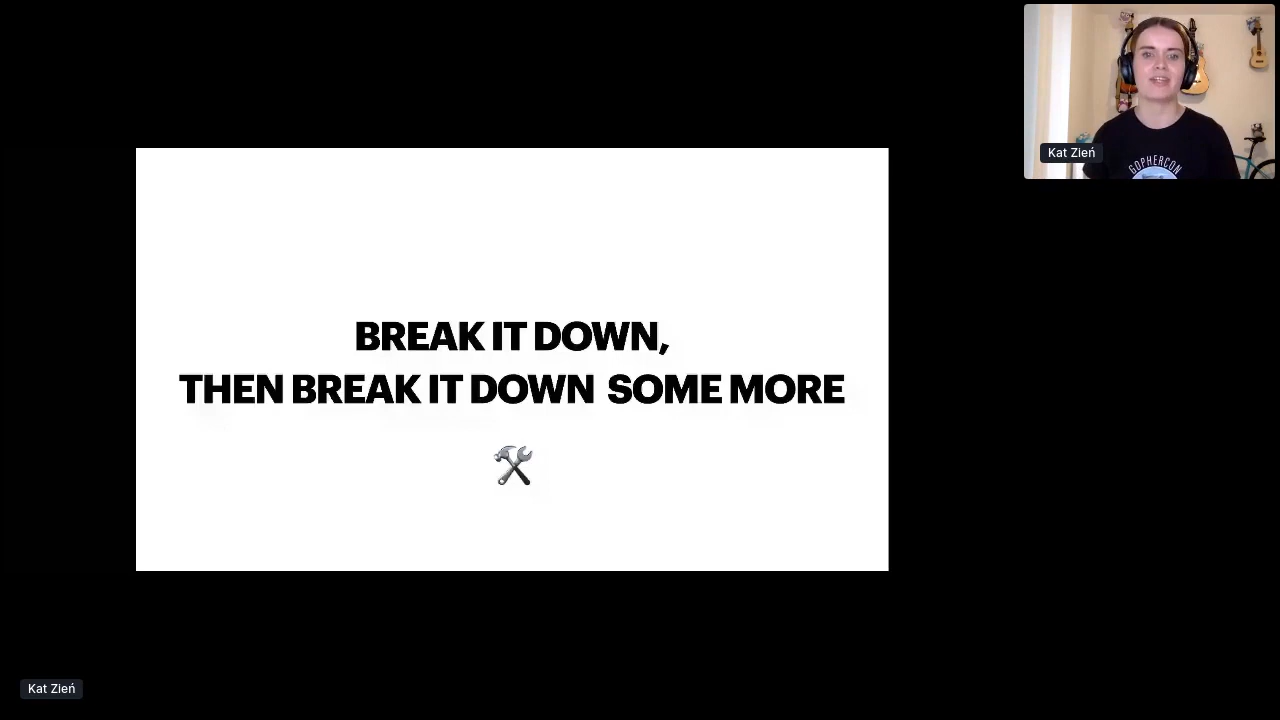 BREAK IT DOWN,
THEN BREAK IT DOWN SOME MORE
Kat Zień
GOPHERCON
Kat Zień